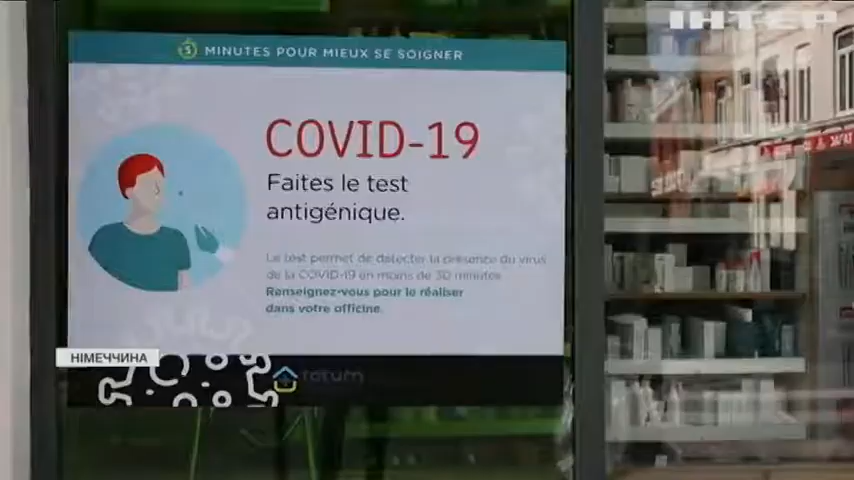 ІНТЕР
5 MINUTES POUR MIEUX SE SOIGNER
COVID-19
Faites le test
antigénique.
Le test permet de détecter la présence du virus
de la COVID-19 en moins de 30 minutes.
Renseignez-vous pour le réaliser
dans votre officine.
НІМЕЧЧИНА
totum